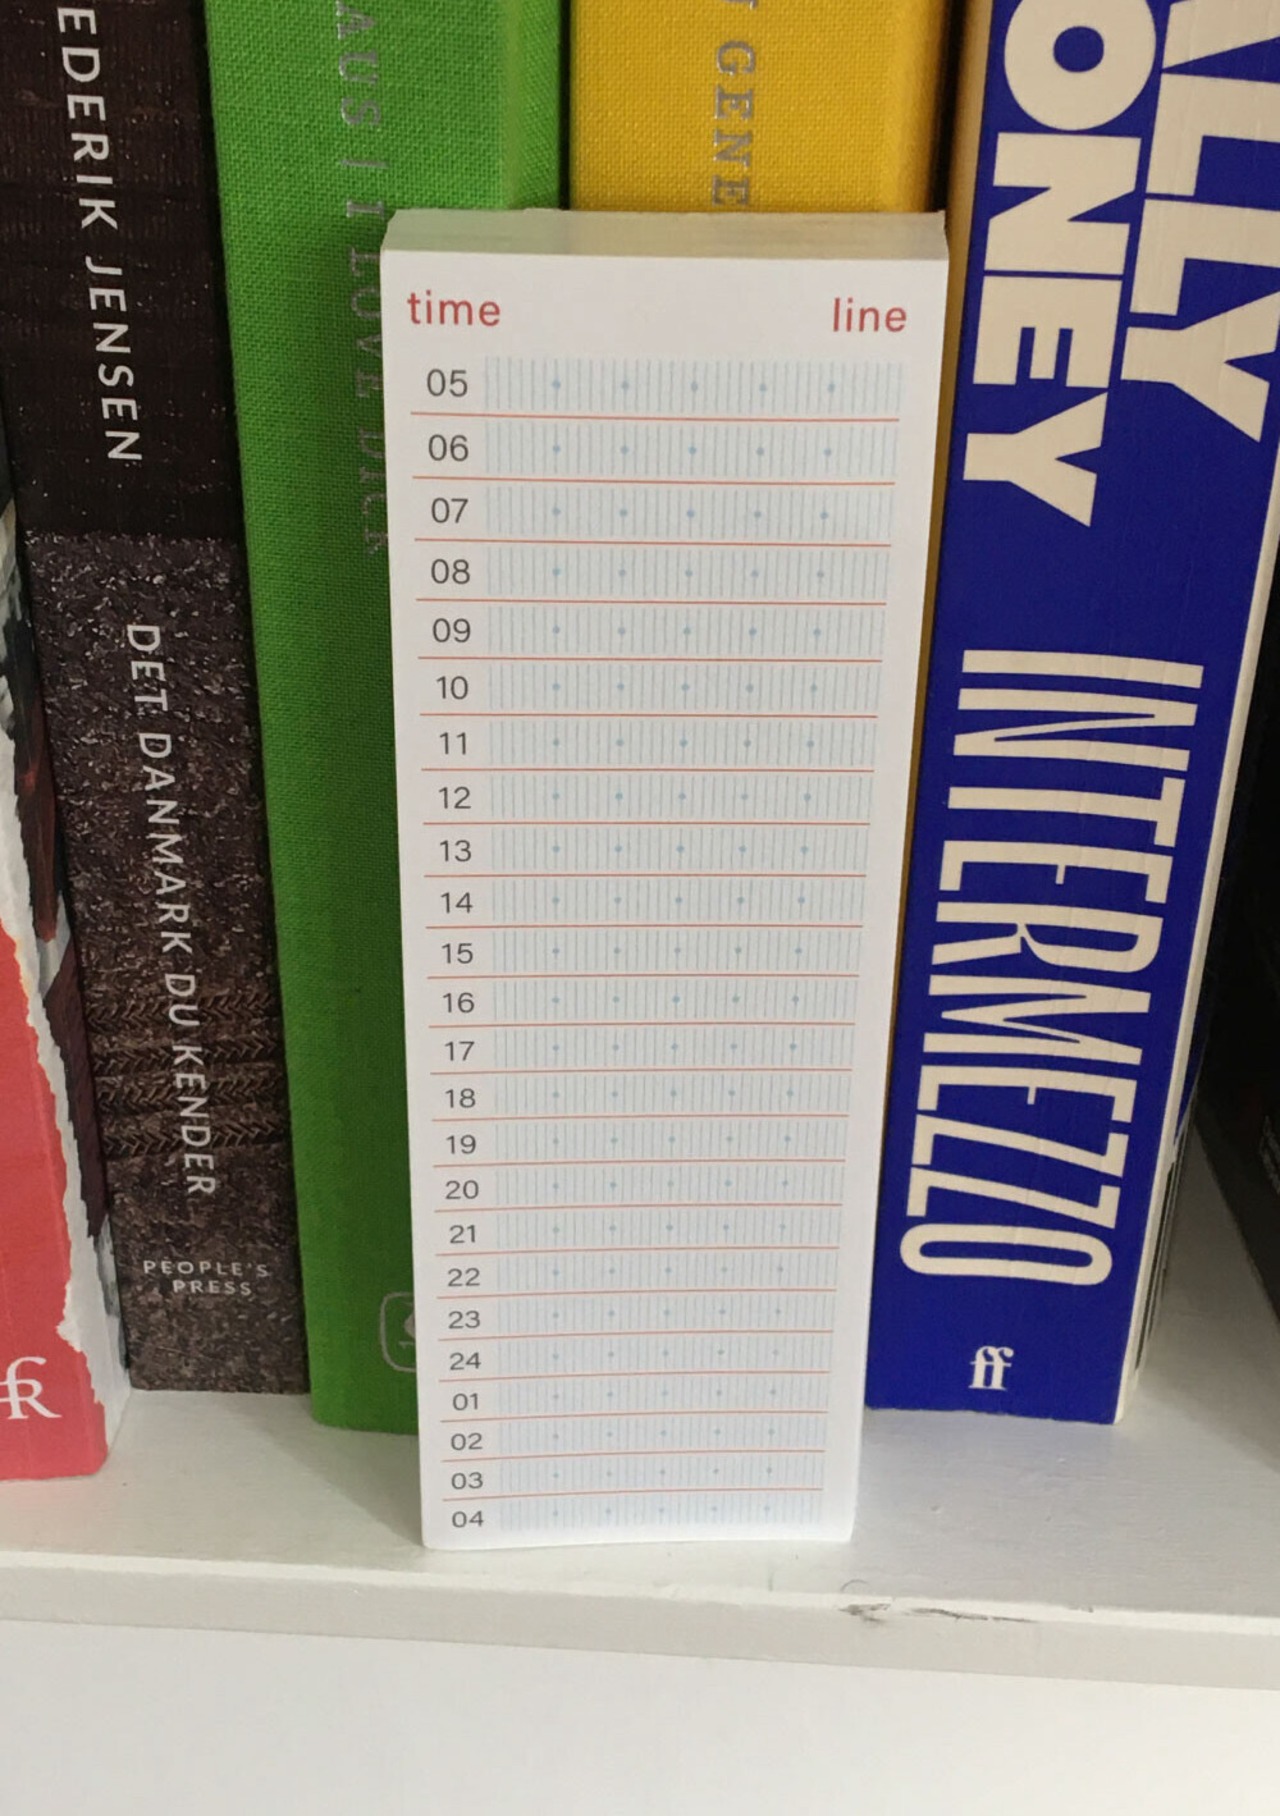 EDERIK JENSEN
DET DANMARK DU KENDER
PEOPLE'S
PRESS
AUS | I LOVE DICK
GENE
ALLY
ONEY
INTERMEZZO
ff
time line
05
06
07
08
09
10
11
12
13
14
15
16
17
18
19
20
21
22
23
24
01
02
03
04